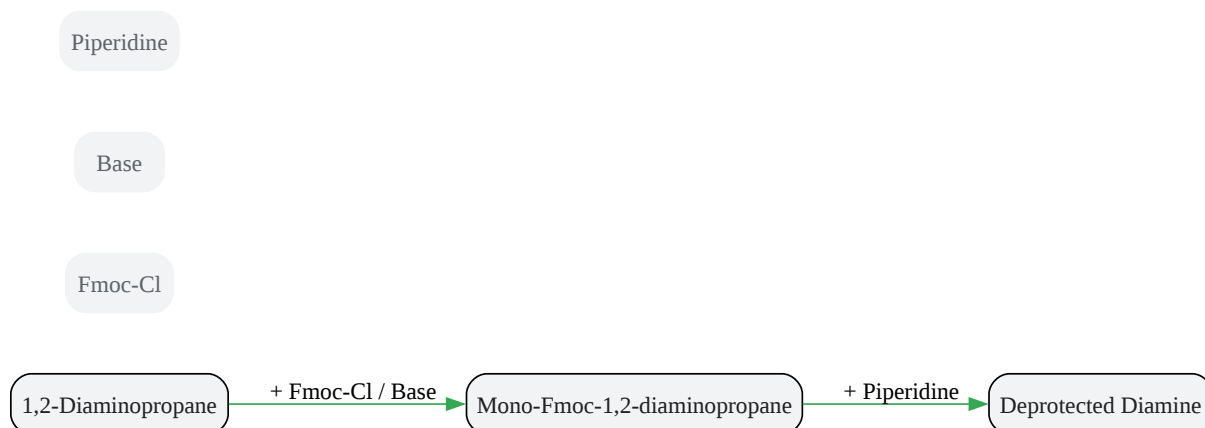 Piperidine
Base
Fmoc-Cl
1,2-Diaminopropane
+ Fmoc-Cl / Base
Mono-Fmoc-1,2-diaminopropane
+ Piperidine
Deprotected Diamine